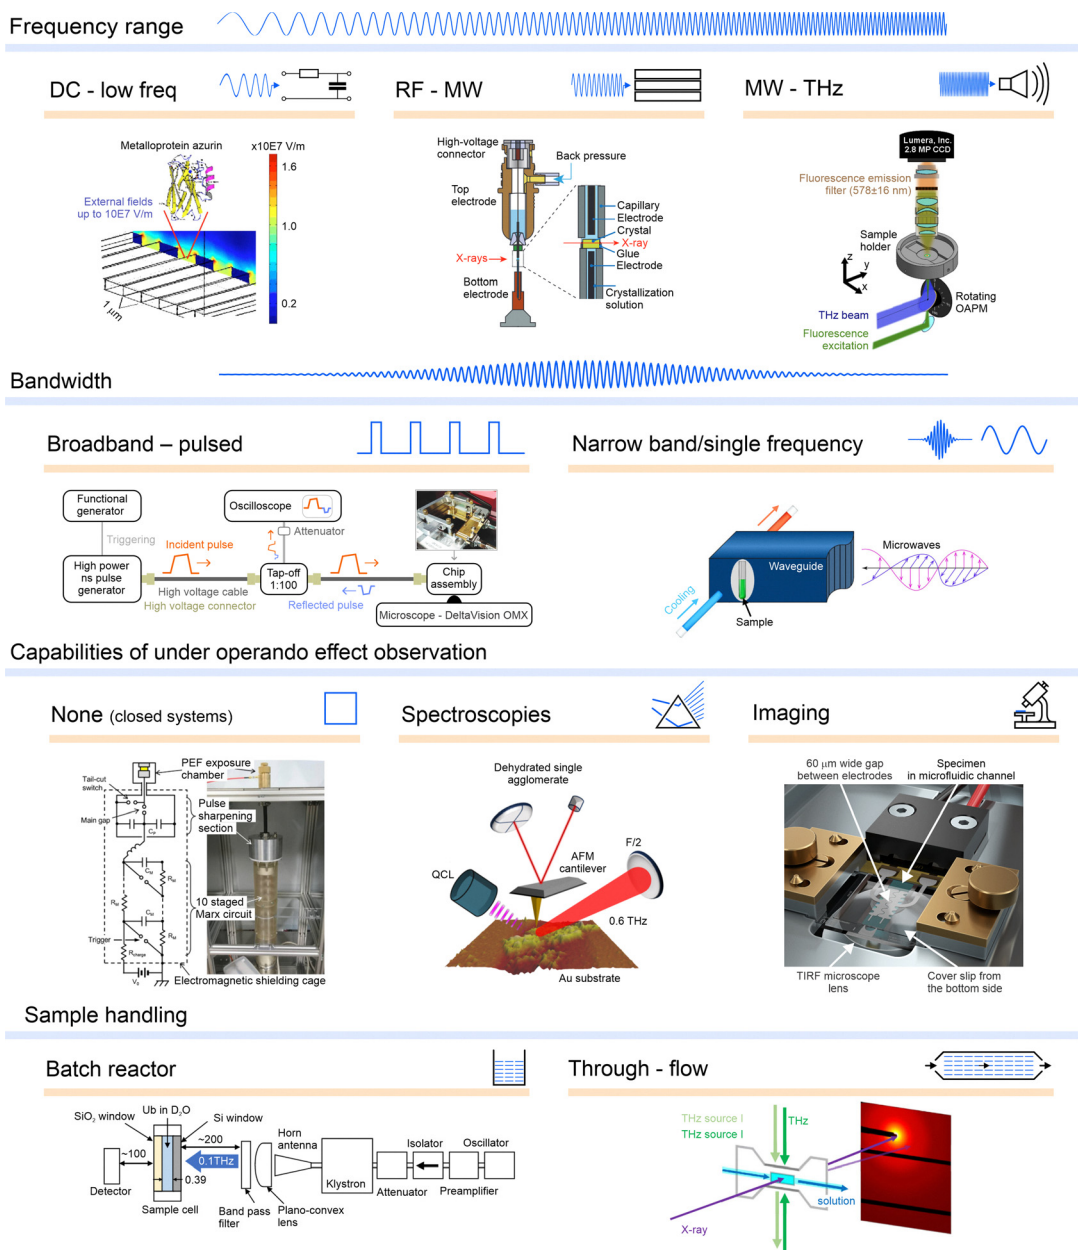 Frequency range
DC - low freq
RF - MW
MW - THz
Metalloprotein azurin
x10E7 V/m
1.6
External fields
up to 10E7 V/m
1.0
0.2
1 μm
High-voltage
connector
Back pressure
Top
electrode
Capillary
Electrode
Crystal
X-ray
Glue
Electrode
X-rays
Bottom
electrode
Crystallization
solution
Lumera, Inc.
2.8 MP CCD
Fluorescence emission
filter (578±16 nm)
Sample
holder
z
y
x
Rotating
OAPM
THz beam
Fluorescence
excitation
Bandwidth
Broadband – pulsed
Narrow band/single frequency
Functional
generator
Oscilloscope
Triggering
Attenuator
Incident pulse
High power
ns pulse
generator
Tap-off
1:100
Chip
assembly
High voltage cable
High voltage connector
Reflected pulse
Microscope - DeltaVision OMX
Microwaves
Waveguide
Cooling
Sample
Capabilities of under operando effect observation
None (closed systems)
Spectroscopies
Imaging
PEF exposure
chamber
Tail-cut
switch
Main gap
Pulse
sharpening
section
CP
CM
RM
RM
10 staged
Marx circuit
CM
RM
Trigger
Rcharge
V0
Electromagnetic shielding cage
Dehydrated single
agglomerate
F/2
AFM
cantilever
QCL
0.6 THz
Au substrate
60 μm wide gap
between electrodes
Specimen
in microfluidic channel
TIRF microscope
lens
Cover slip from
the bottom side
Sample handling
Batch reactor
Through - flow
Ub in D2O
SiO2 window
Si window
~200
~100
0.1THz
0.39
Detector
Sample cell
Horn
antenna
Klystron
Isolator
Oscillator
Attenuator
Preamplifier
Band pass
filter
Plano-convex
lens
THz source I
THz source I
THz
solution
X-ray